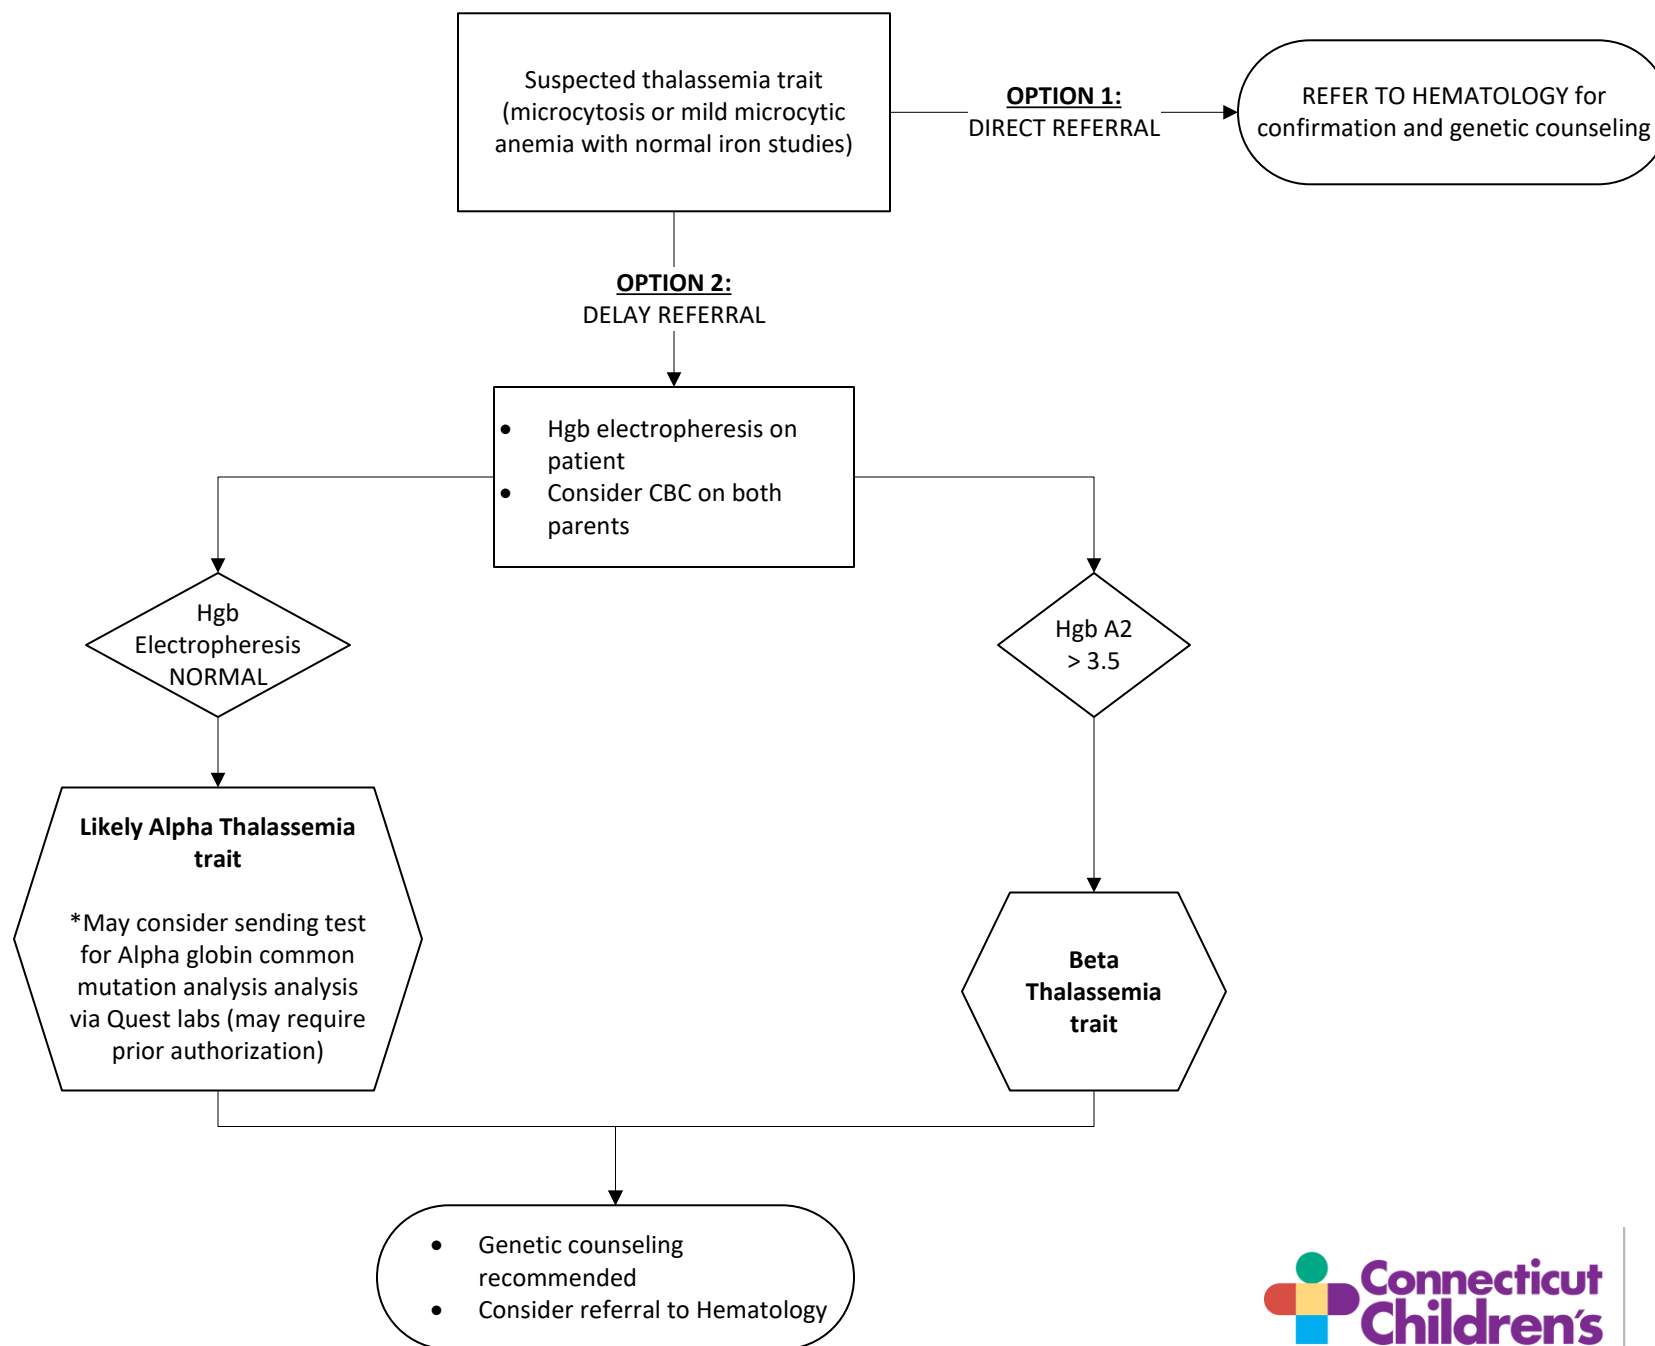 Suspected thalassemia trait
(microcytosis or mild microcytic
anemia with normal iron studies)
OPTION 1:
DIRECT REFERRAL
REFER TO HEMATOLOGY for
confirmation and genetic counseling
OPTION 2:
DELAY REFERRAL
• Hgb electropheresis on
patient
• Consider CBC on both
parents
Hgb
Electropheresis
NORMAL
Hgb A2
> 3.5
Likely Alpha Thalassemia
trait
*May consider sending test
for Alpha globin common
mutation analysis analysis
via Quest labs (may require
prior authorization)
Beta
Thalassemia
trait
• Genetic counseling
recommended
• Consider referral to Hematology
Connecticut
Children's